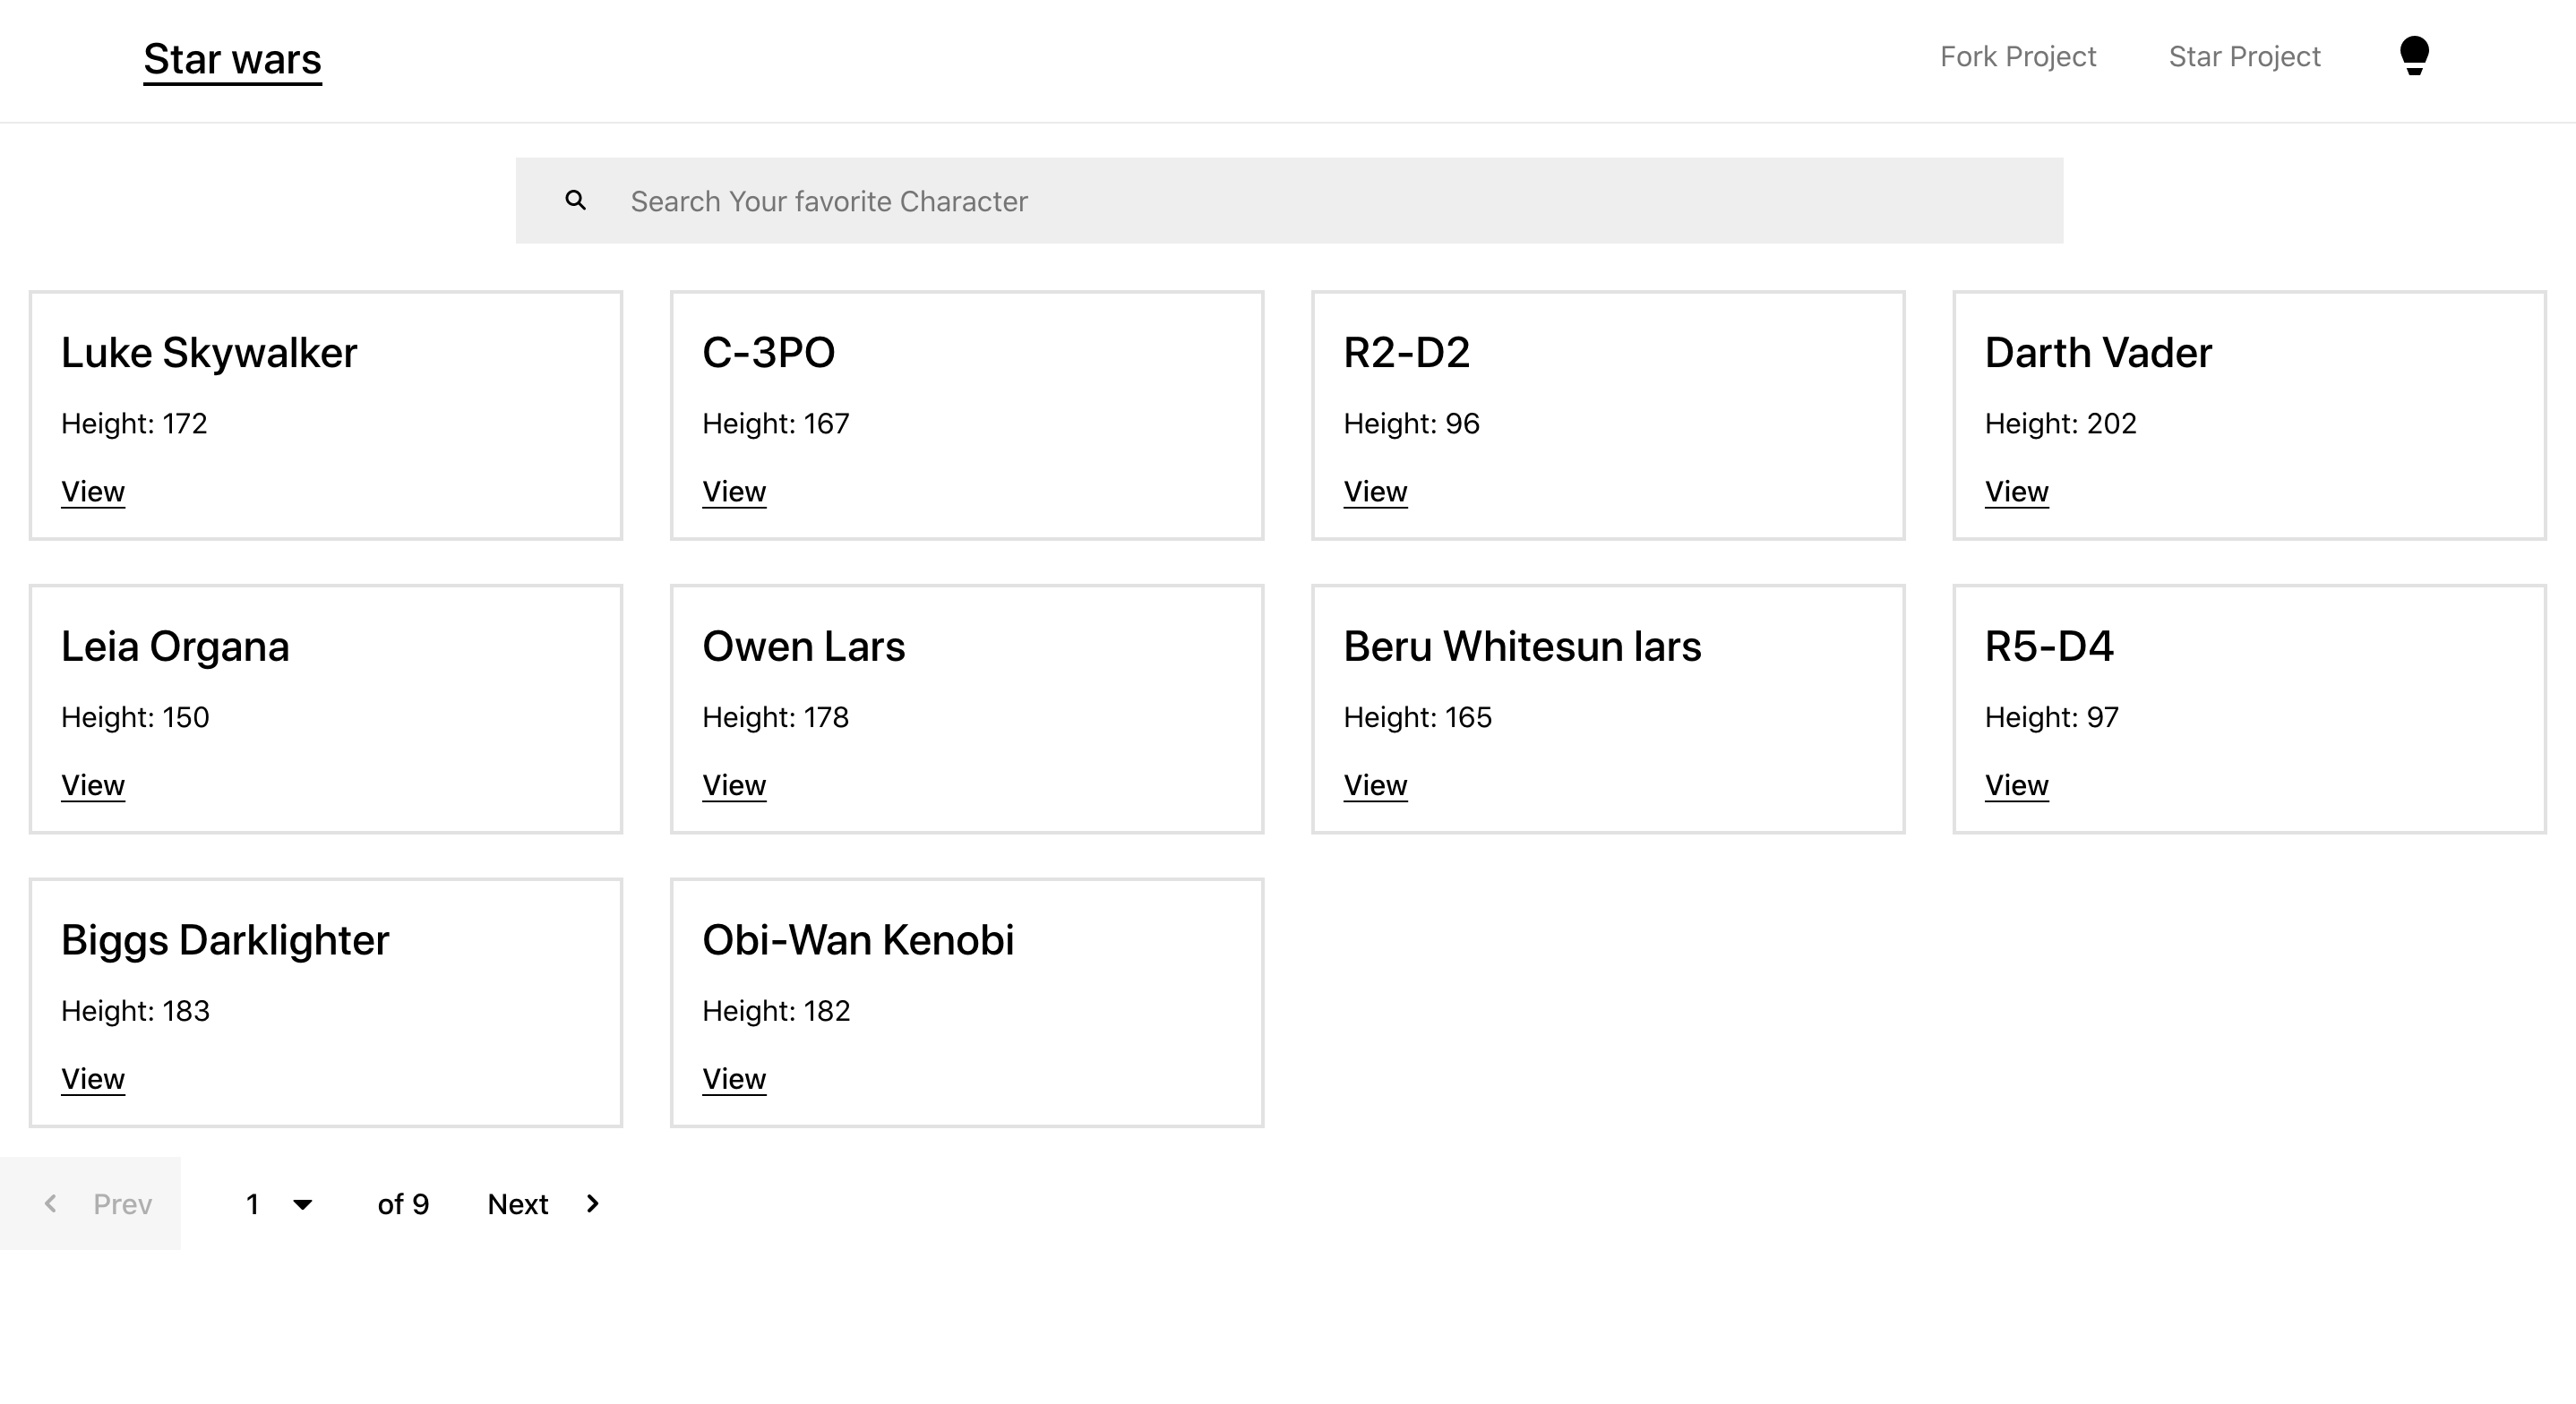 Star wars
Fork Project
Star Project
Search Your favorite Character
Luke Skywalker
Height: 172
View
C-3PO
Height: 167
View
R2-D2
Height: 96
View
Darth Vader
Height: 202
View
Leia Organa
Height: 150
View
Owen Lars
Height: 178
View
Beru Whitesun lars
Height: 165
View
R5-D4
Height: 97
View
Biggs Darklighter
Height: 183
View
Obi-Wan Kenobi
Height: 182
View
Prev 1 of 9 Next